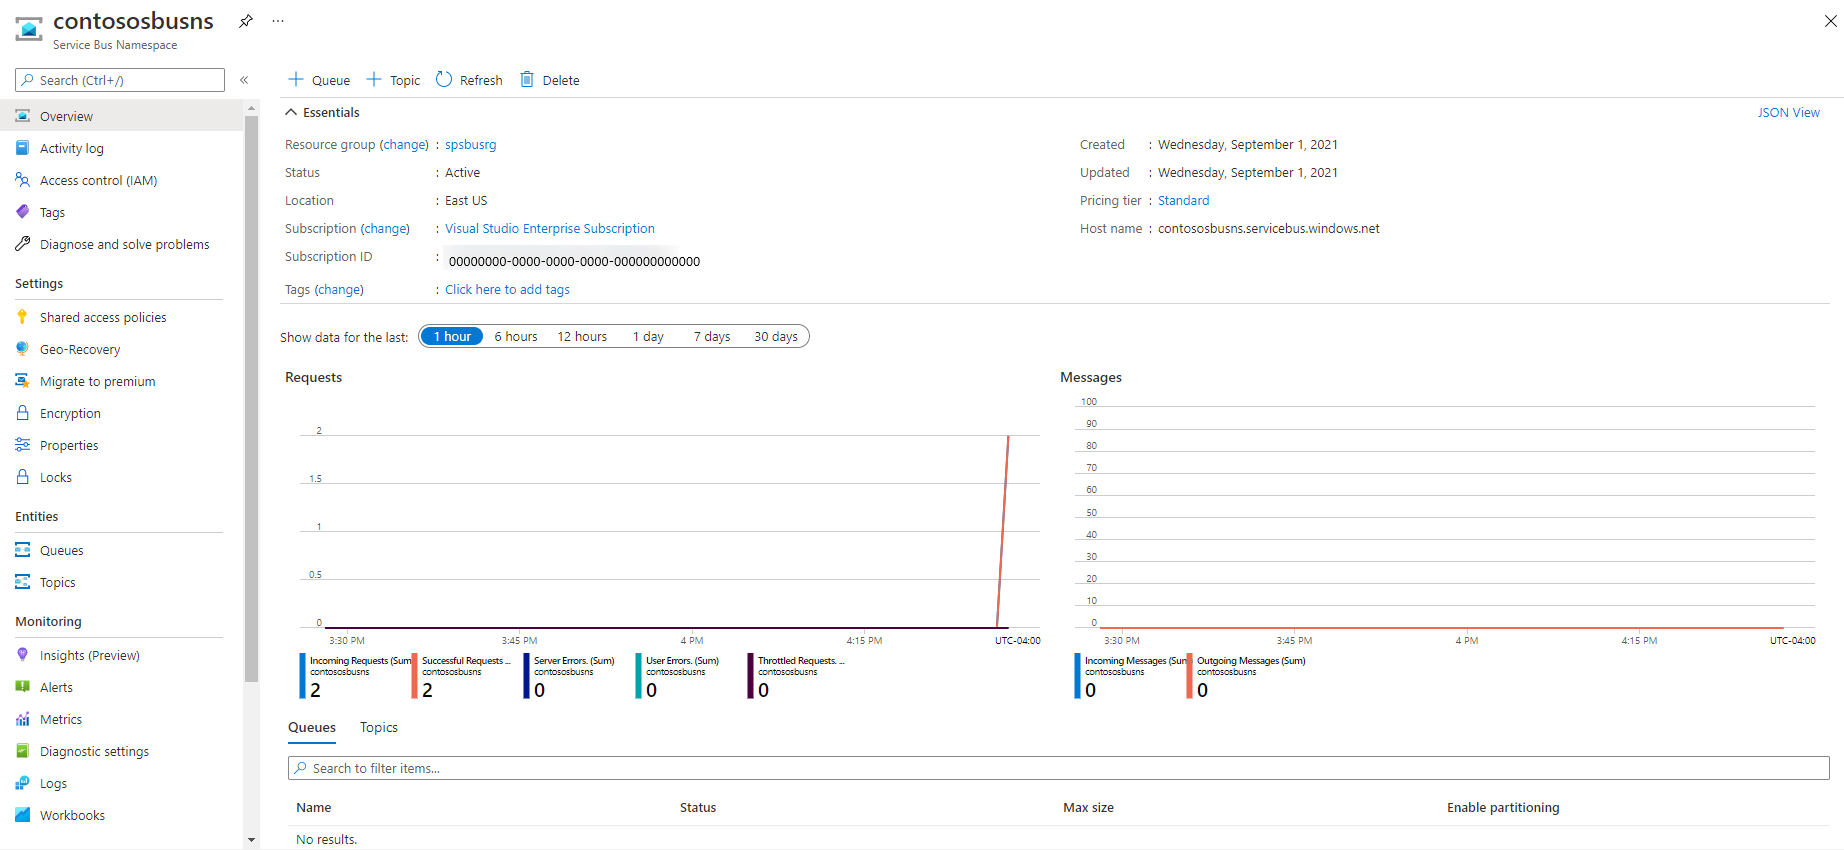 contososbusns
...
Service Bus Namespace
Search (Ctrl+/)
«
Overview
Activity log
Access control (IAM)
Tags
Diagnose and solve problems
Settings
Shared access policies
Geo-Recovery
Migrate to premium
Encryption
Properties
Locks
Entities
Queues
Topics
Monitoring
Insights (Preview)
Alerts
Metrics
Diagnostic settings
Logs
Workbooks
Queue Topic Refresh Delete
Essentials
JSON View
Resource group (change) : spsbusrg
Status : Active
Location : East US
Subscription (change) : Visual Studio Enterprise Subscription
Subscription ID : 00000000-0000-0000-0000-000000000000
Tags (change) : Click here to add tags
Created : Wednesday, September 1, 2021
Updated : Wednesday, September 1, 2021
Pricing tier : Standard
Host name : contososbusns.servicebus.windows.net
Show data for the last: 1 hour 6 hours 12 hours 1 day 7 days 30 days
Requests
2
1.5
1
0.5
0
3:30 PM 3:45 PM 4 PM 4:15 PM UTC-04:00
Incoming Requests (Sum
contososbusns
2
Successful Requests ...
contososbusns
2
Server Errors. (Sum)
contososbusns
0
User Errors. (Sum)
contososbusns
0
Throttled Requests. ...
contososbusns
0
Messages
100
90
80
70
60
50
40
30
20
10
0
3:30 PM 3:45 PM 4 PM 4:15 PM UTC-04:00
Incoming Messages (Sun
contososbusns
0
Outgoing Messages (Sum)
contososbusns
0
Queues Topics
Search to filter items...
Name Status Max size Enable partitioning
No results.